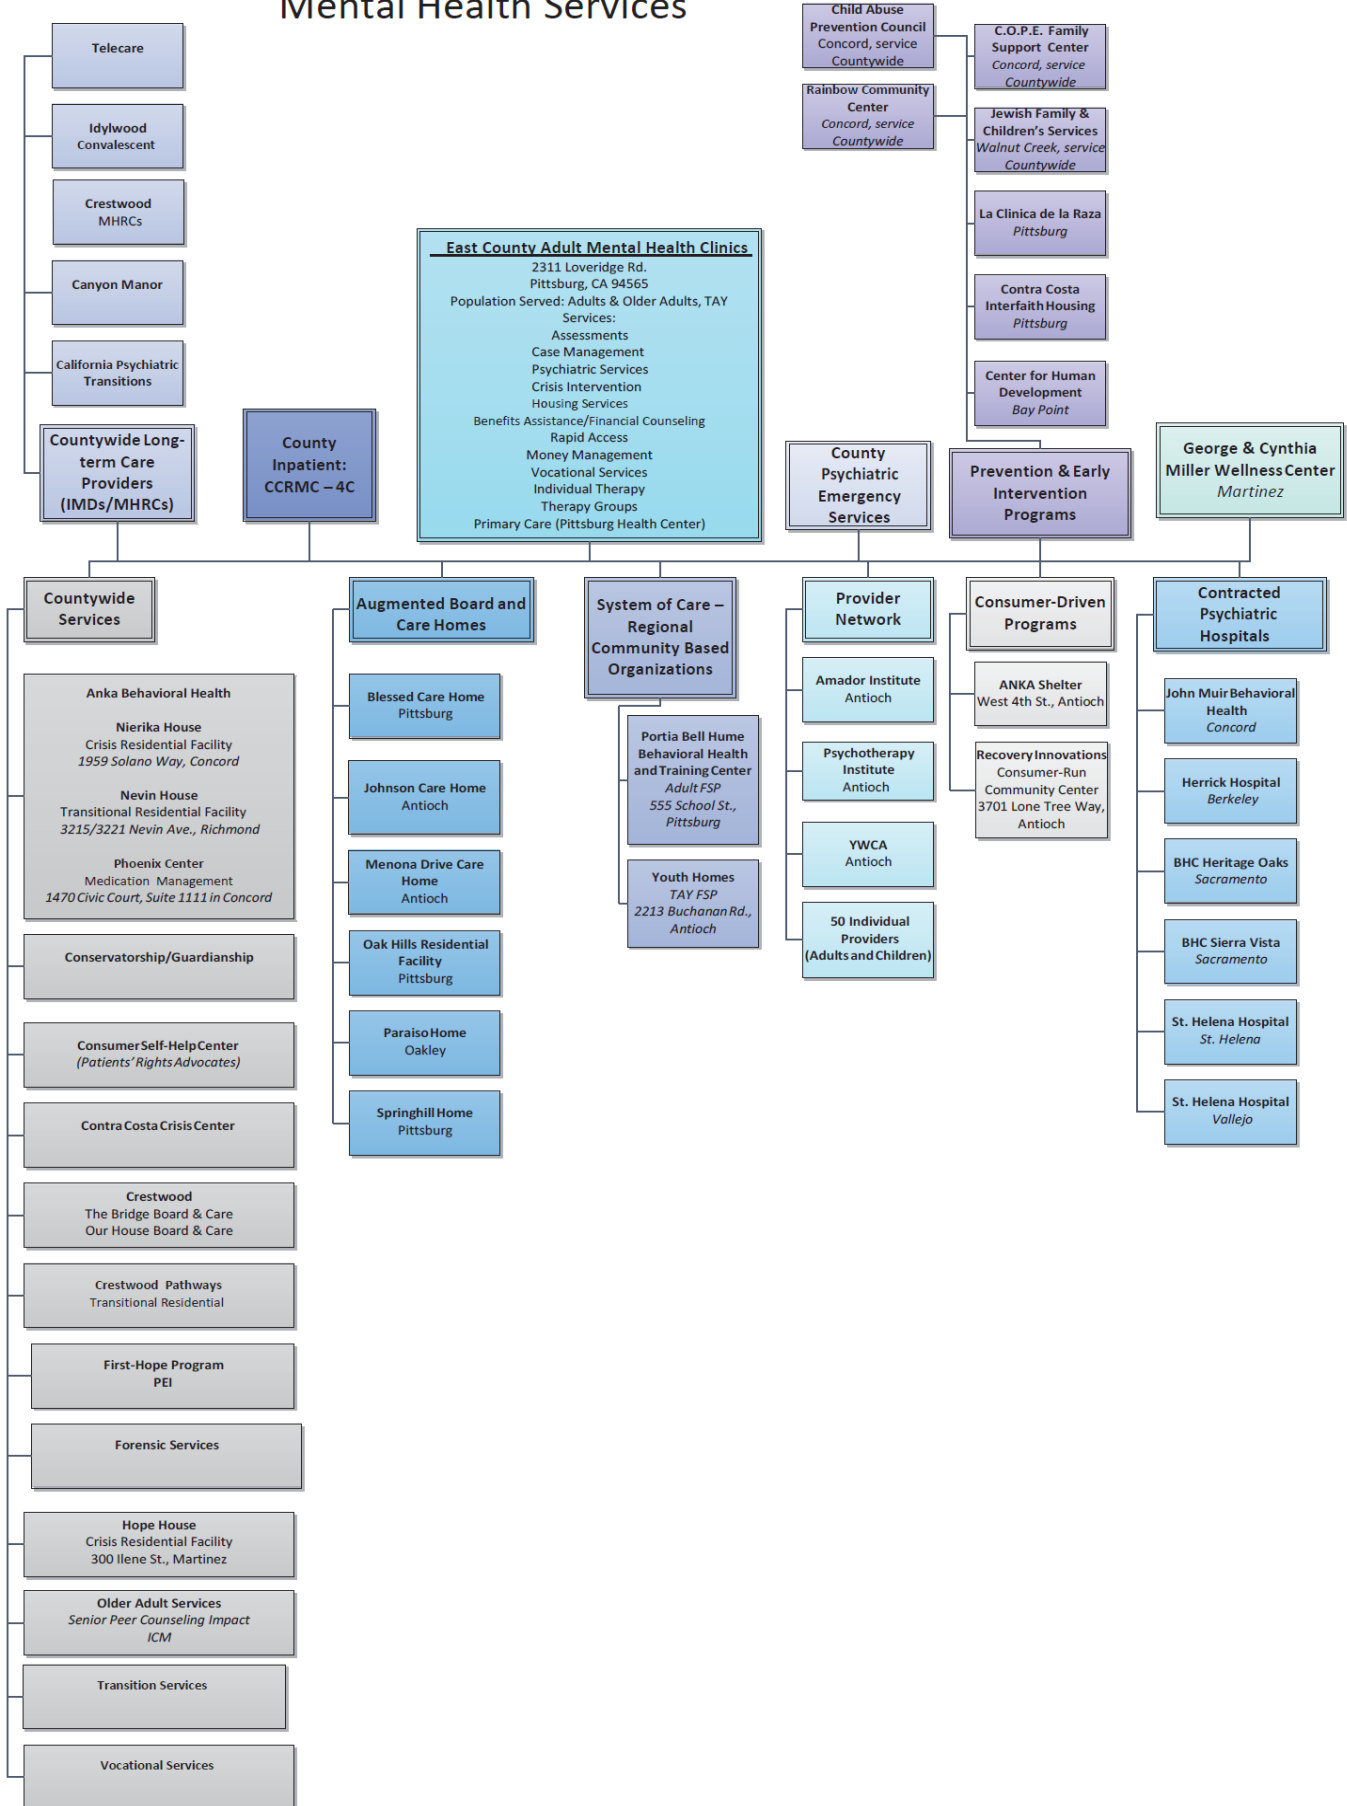 Mental Health Services
Telecare
Idylwood
Convalescent
Crestwood
MHRCs
Canyon Manor
California Psychiatric
Transitions
Countywide Long-
term Care
Providers
(IMDs/MHRCs)
County
Inpatient:
CCRMC – 4C
East County Adult Mental Health Clinics
2311 Loveridge Rd.
Pittsburg, CA 94565
Population Served: Adults & Older Adults, TAY
Services:
Assessments
Case Management
Psychiatric Services
Crisis Intervention
Housing Services
Benefits Assistance/Financial Counseling
Rapid Access
Money Management
Vocational Services
Individual Therapy
Therapy Groups
Primary Care (Pittsburg Health Center)
Child Abuse
Prevention Council
Concord, service
Countywide
Rainbow Community
Center
Concord, service
Countywide
C.O.P.E. Family
Support Center
Concord, service
Countywide
Jewish Family &
Children's Services
Walnut Creek, service
Countywide
La Clinica de la Raza
Pittsburg
Contra Costa
Interfaith Housing
Pittsburg
Center for Human
Development
Bay Point
County
Psychiatric
Emergency
Services
Prevention & Early
Intervention
Programs
George & Cynthia
Miller Wellness Center
Martinez
Countywide
Services
Anka Behavioral Health
Nierika House
Crisis Residential Facility
1959 Solano Way, Concord
Nevin House
Transitional Residential Facility
3215/3221 Nevin Ave., Richmond
Phoenix Center
Medication Management
1470 Civic Court, Suite 1111 in Concord
Conservatorship/Guardianship
Consumer Self-Help Center
(Patients' Rights Advocates)
Contra Costa Crisis Center
Crestwood
The Bridge Board & Care
Our House Board & Care
Crestwood Pathways
Transitional Residential
First-Hope Program
PEI
Forensic Services
Hope House
Crisis Residential Facility
300 Ilene St., Martinez
Older Adult Services
Senior Peer Counseling Impact
ICM
Transition Services
Vocational Services
Augmented Board and
Care Homes
Blessed Care Home
Pittsburg
Johnson Care Home
Antioch
Menona Drive Care
Home
Antioch
Oak Hills Residential
Facility
Pittsburg
Paraiso Home
Oakley
Springhill Home
Pittsburg
System of Care –
Regional
Community Based
Organizations
Portia Bell Hume
Behavioral Health
and Training Center
Adult FSP
555 School St.,
Pittsburg
Youth Homes
TAY FSP
2213 Buchanan Rd.,
Antioch
Provider
Network
Amador Institute
Antioch
Psychotherapy
Institute
Antioch
YWCA
Antioch
50 Individual
Providers
(Adults and Children)
Consumer-Driven
Programs
ANKA Shelter
West 4th St., Antioch
Recovery Innovations
Consumer-Run
Community Center
3701 Lone Tree Way,
Antioch
Contracted
Psychiatric
Hospitals
John Muir Behavioral
Health
Concord
Herrick Hospital
Berkeley
BHC Heritage Oaks
Sacramento
BHC Sierra Vista
Sacramento
St. Helena Hospital
St. Helena
St. Helena Hospital
Vallejo